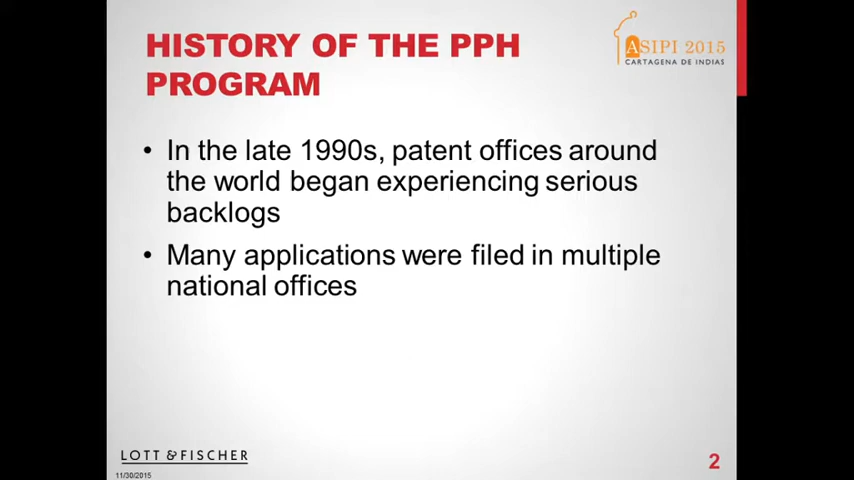 HISTORY OF THE PPH
PROGRAM
ASIPI 2015
CARTAGENA DE INDIAS
• In the late 1990s, patent offices around
the world began experiencing serious
backlogs
• Many applications were filed in multiple
national offices
LOTT & FISCHER
11/30/2015
2